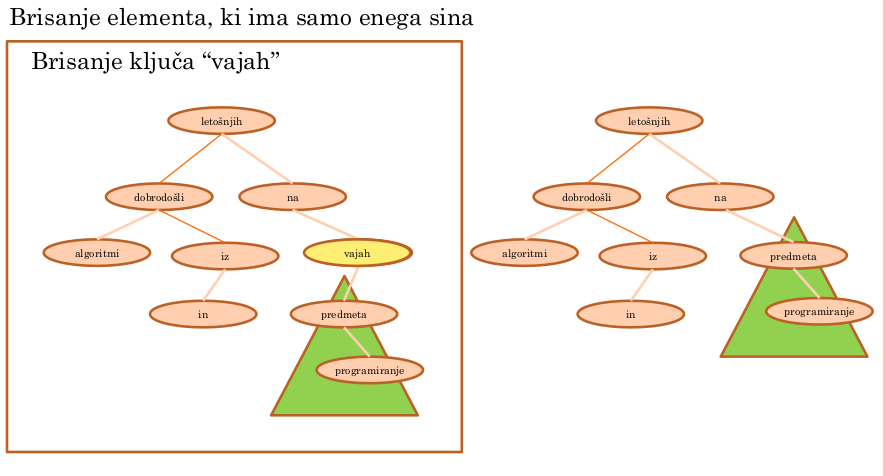 Brisanje elementa, ki ima samo enega sina
Brisanje ključa “vajah”
letošnjih
dobrodošli
na
algoritmi
iz
vajah
in
predmeta
programiranje
letošnjih
dobrodošli
na
algoritmi
iz
predmeta
in
programiranje